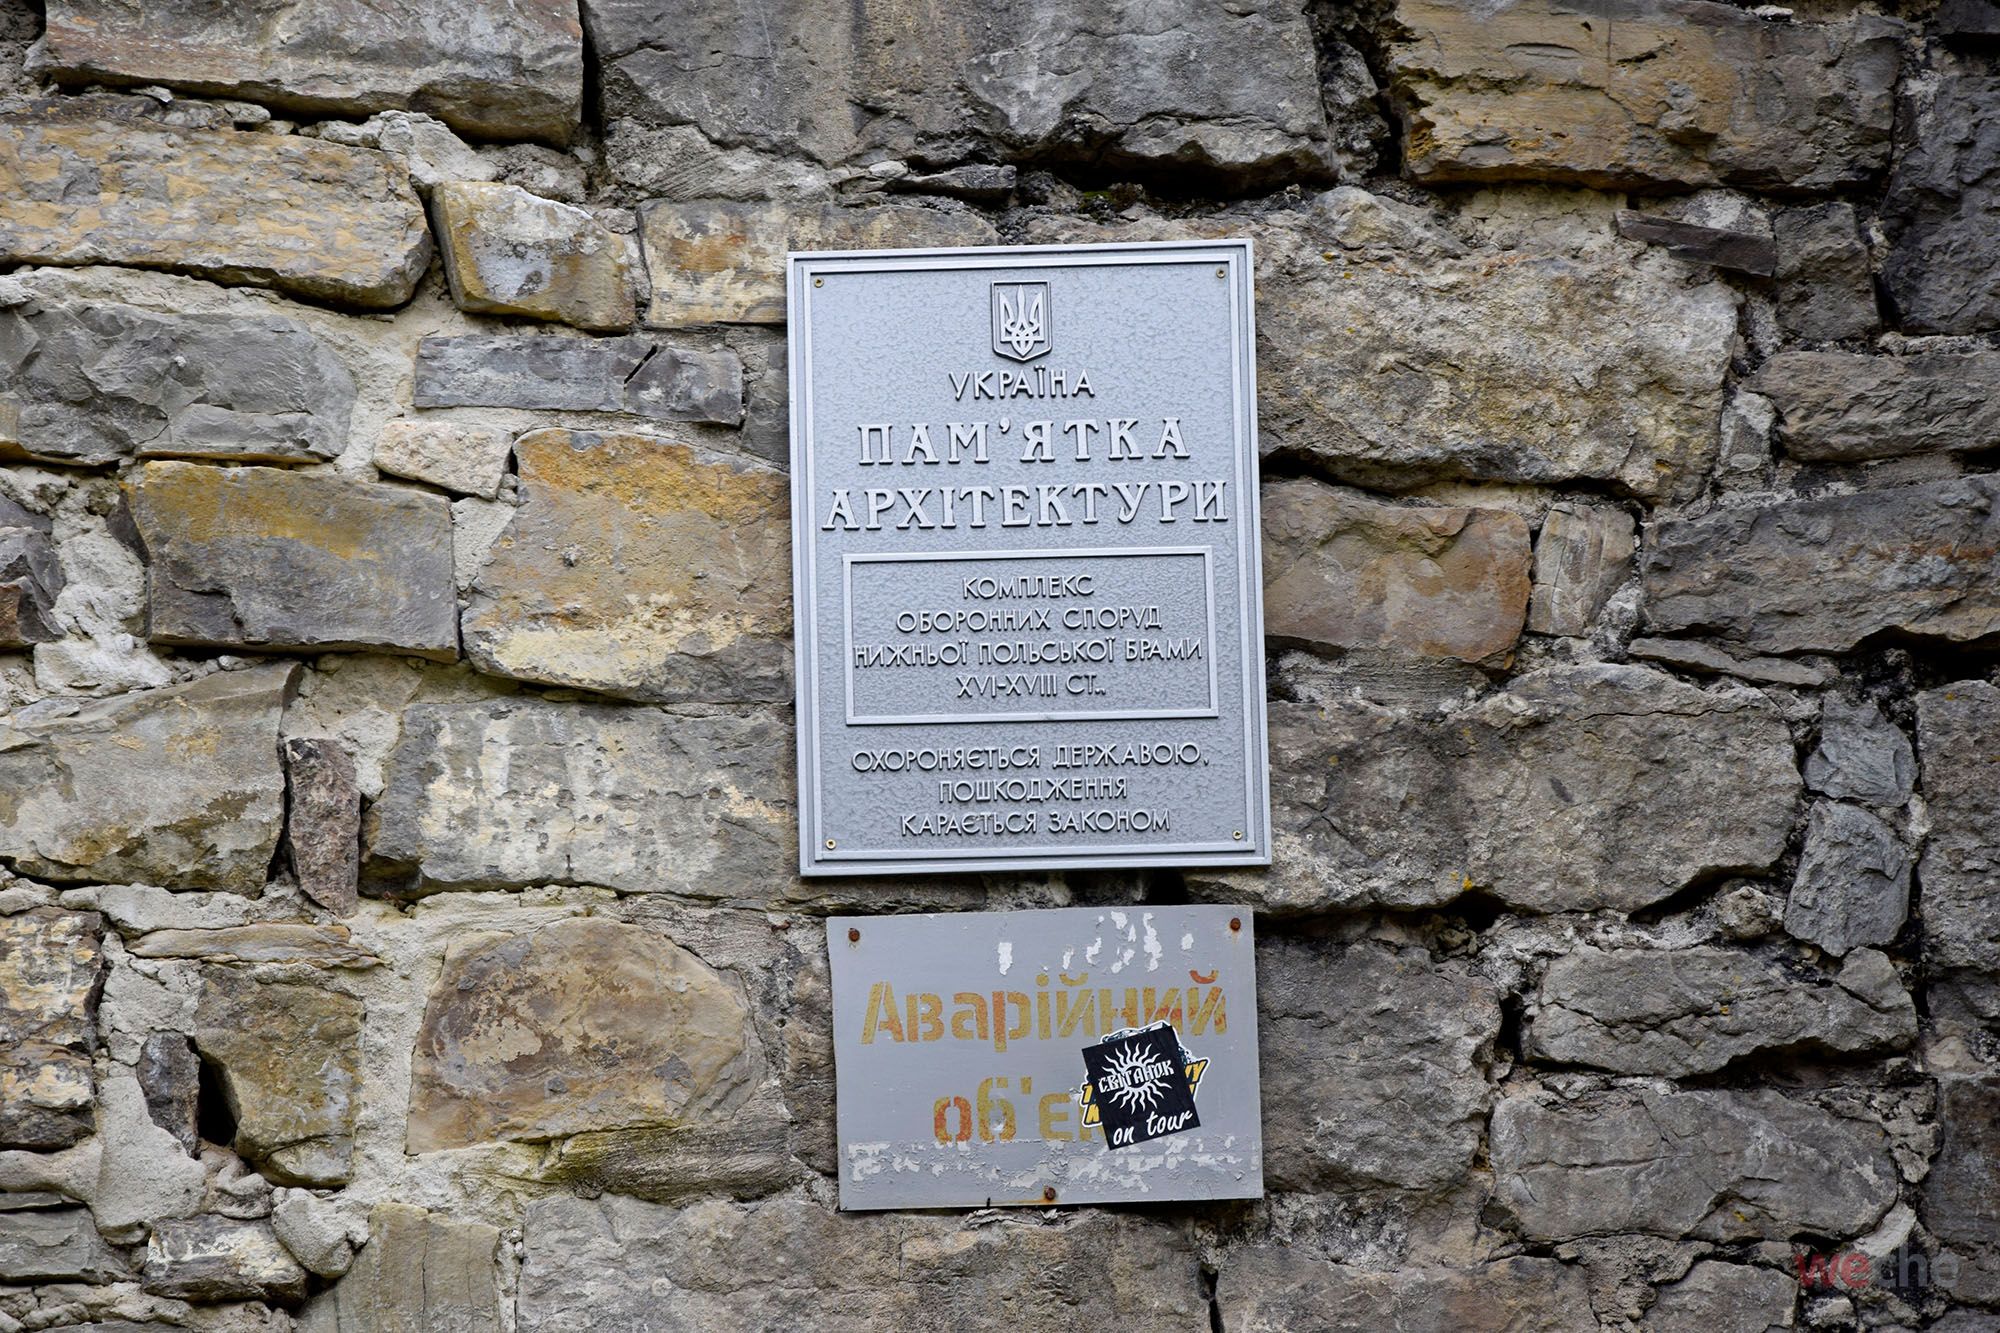 УКРАЇНА
ПАМ'ЯТКА
АРХІТЕКТУРИ
КОМПЛЕКС
ОБОРОННИХ СПОРУД
НИЖНЬОЇ ПОЛЬСЬКОЇ БРАМИ
XVI-XVIII СТ.,
ОХОРОНЯЄТЬСЯ ДЕРЖАВОЮ,
ПОШКОДЖЕННЯ
КАРАЄТЬСЯ ЗАКОНОМ
Аварійний
СВІТАНОК
on tour
weche